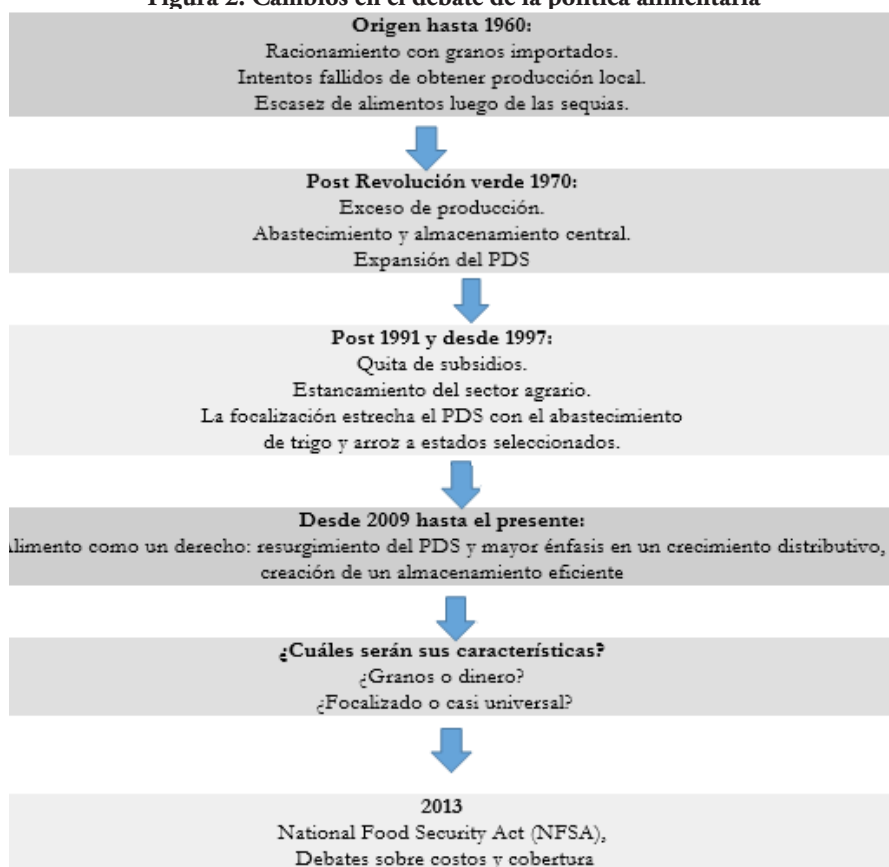 Figura 2. Cambios en el debate de la política alimentaria
Origen hasta 1960:
Racionamiento con granos importados.
Intentos fallidos de obtener producción local.
Escasez de alimentos luego de las sequias.
Post Revolución verde 1970:
Exceso de producción.
Abastecimiento y almacenamiento central.
Expansión del PDS
Post 1991 y desde 1997:
Quita de subsidios.
Estancamiento del sector agrario.
La focalización estrecha el PDS con el abastecimiento
de trigo y arroz a estados seleccionados.
Desde 2009 hasta el presente:
Alimento como un derecho: resurgimiento del PDS y mayor énfasis en un crecimiento distributivo,
creación de un almacenamiento eficiente
¿Cuáles serán sus características?
¿Granos o dinero?
¿Focalizado o casi universal?
2013
National Food Security Act (NFSA),
Debates sobre costos y cobertura